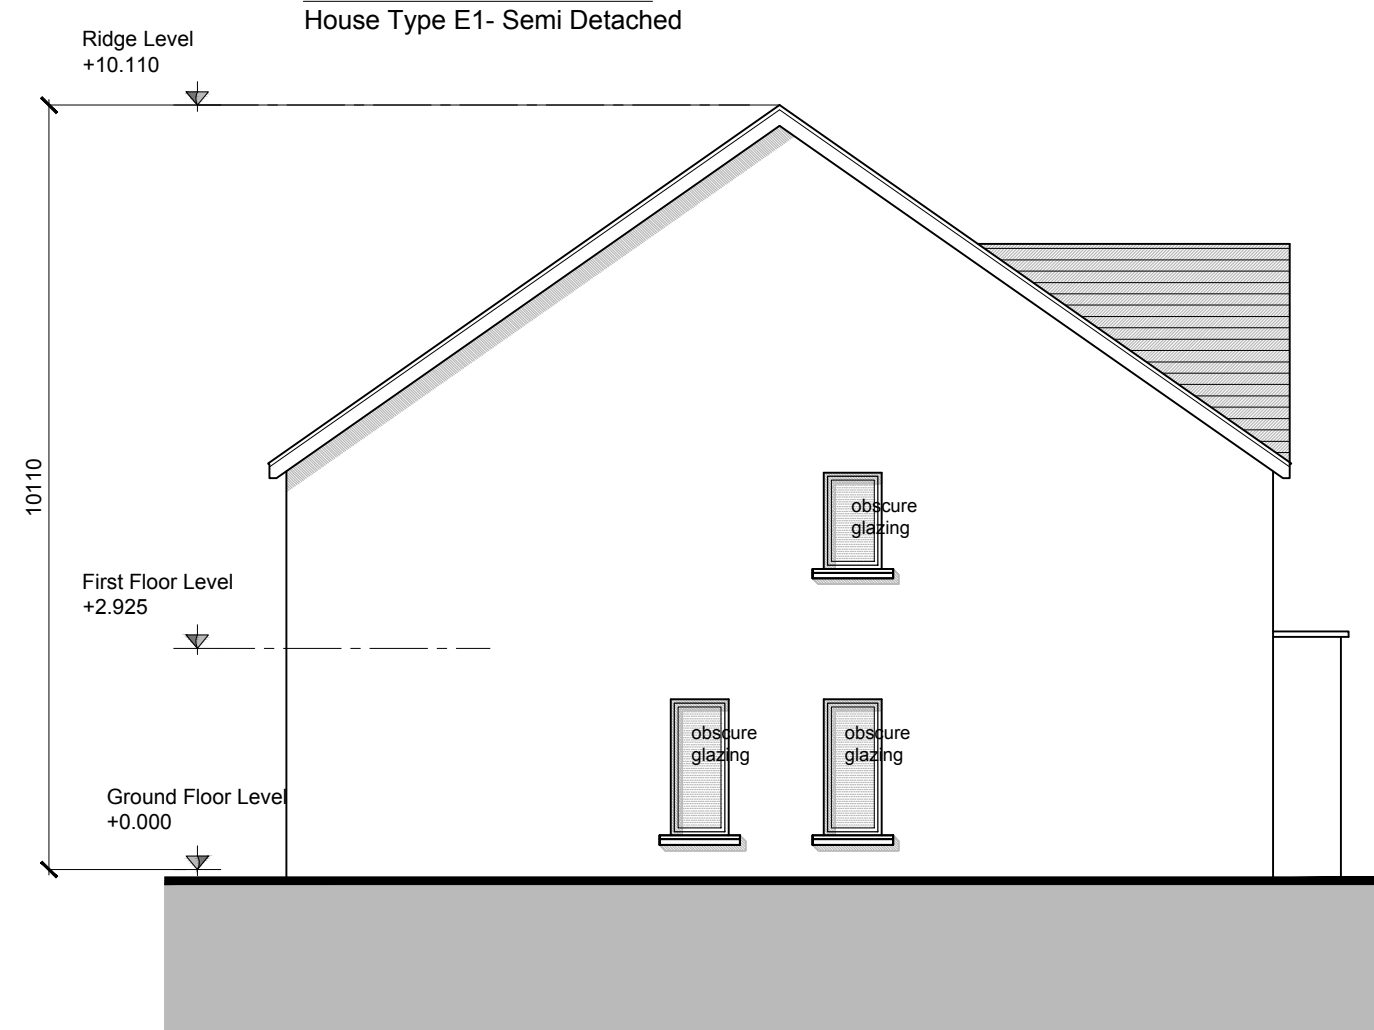 House Type E1- Semi Detached
Ridge Level
+10.110
10110
obscure
glazing
First Floor Level
+2.925
obscure
glazing
obscure
glazing
Ground Floor Level
+0.000